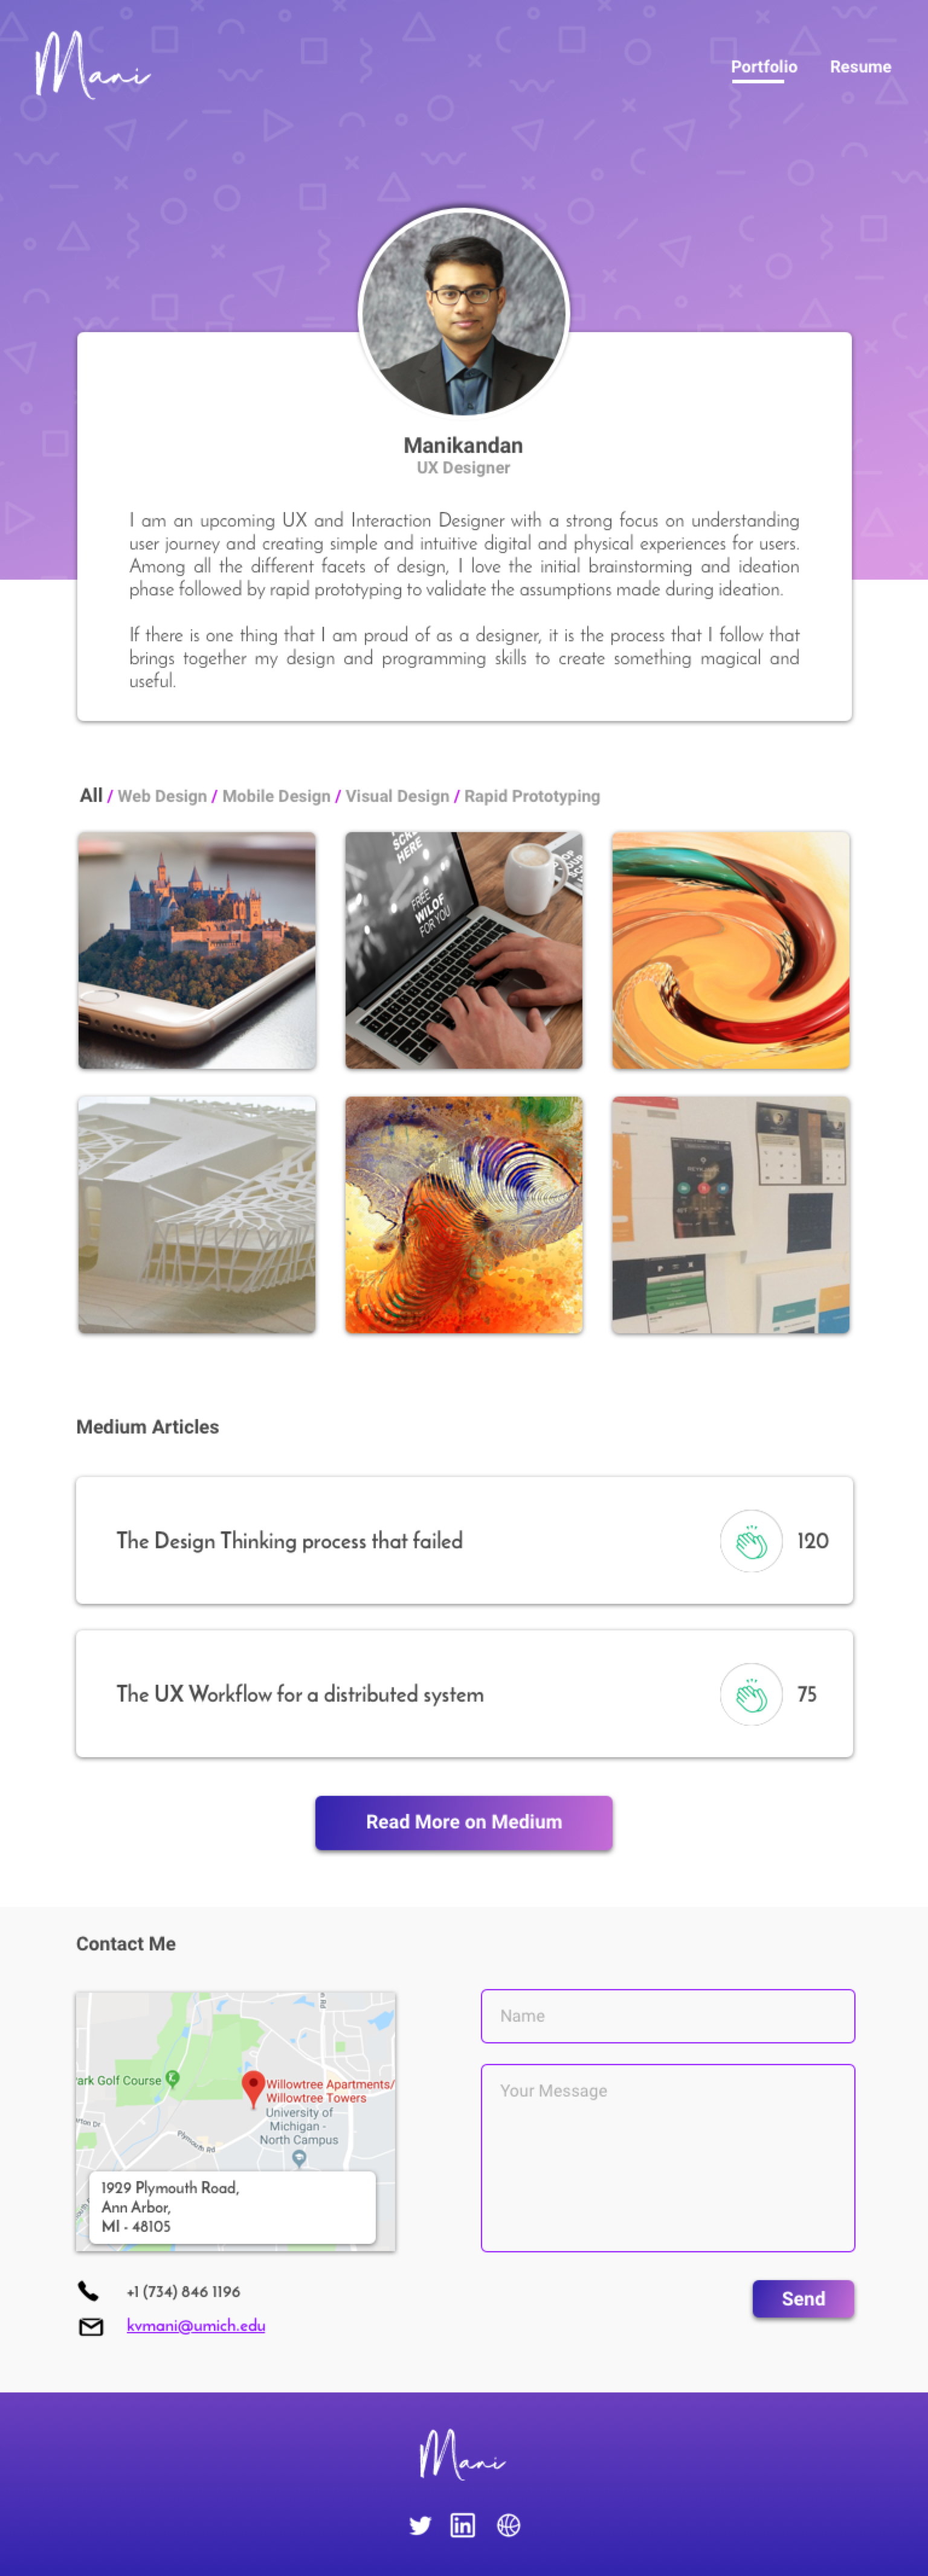 Mani
Portfolio Resume
Manikandan
UX Designer
I am an upcoming UX and Interaction Designer with a strong focus on understanding
user journey and creating simple and intuitive digital and physical experiences for users.
Among all the different facets of design, I love the initial brainstorming and ideation
phase followed by rapid prototyping to validate the assumptions made during ideation.
If there is one thing that I am proud of as a designer, it is the process that I follow that
brings together my design and programming skills to create something magical and
useful.
All / Web Design / Mobile Design / Visual Design / Rapid Prototyping
HERE
FREE
WILOF
FOR YOU
Medium Articles
The Design Thinking process that failed 120
The UX Workflow for a distributed system 75
Read More on Medium
Contact Me
Name
Your Message
Rd
ark Golf Course
Willowtree Apartments/
Willowtree Towers
University of
Michigan -
North Campus
Plymouth Rd
1929 Plymouth Road,
Ann Arbor,
MI - 48105
+1 (734) 846 1196
kvmani@umich.edu
Send
Mani
in